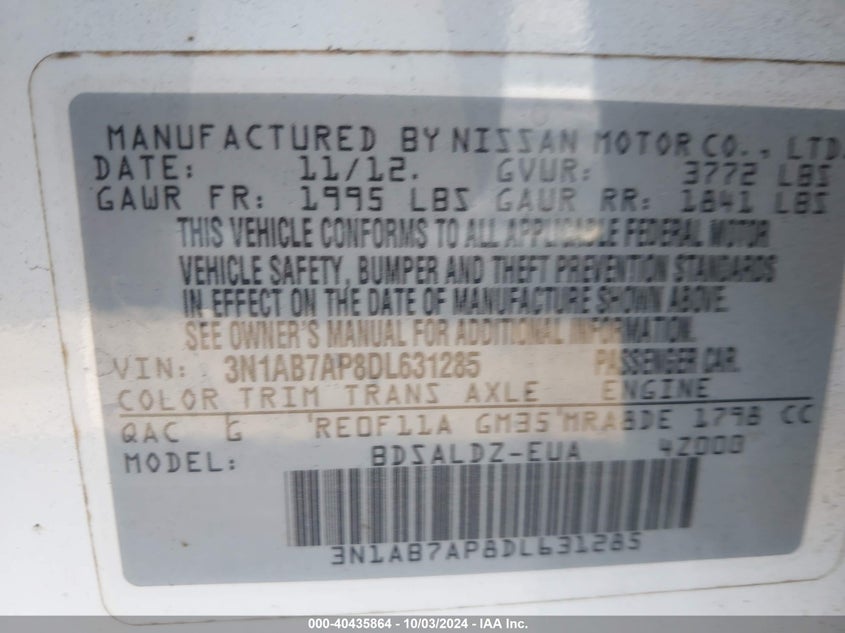 MANUFACTURED BY NISSAN MOTOR CO., LTD.
DATE: 11/12. GVWR: 3772 LBS
GAWR FR: 1995 LBS GAWR RR: 1841 LBS
THIS VEHICLE CONFORMS TO ALL APPLICABLE FEDERAL MOTOR
VEHICLE SAFETY, BUMPER AND THEFT PREVENTION STANDARDS
IN EFFECT ON THE DATE OF MANUFACTURE SHOWN ABOVE.
SEE OWNER'S MANUAL FOR ADDITIONAL INFORMATION.
VIN: 3N1AB7AP8DL631285 PASSENGER CAR.
COLOR TRIM TRANS AXLE ENGINE
QAC G RE0F11A GM35 MRA8DE 1798 CC
MODEL: BDSALDZ-EUA 4Z000
3N1AB7AP8DL631285
000-40435864 - 10/03/2024 - IAA Inc.